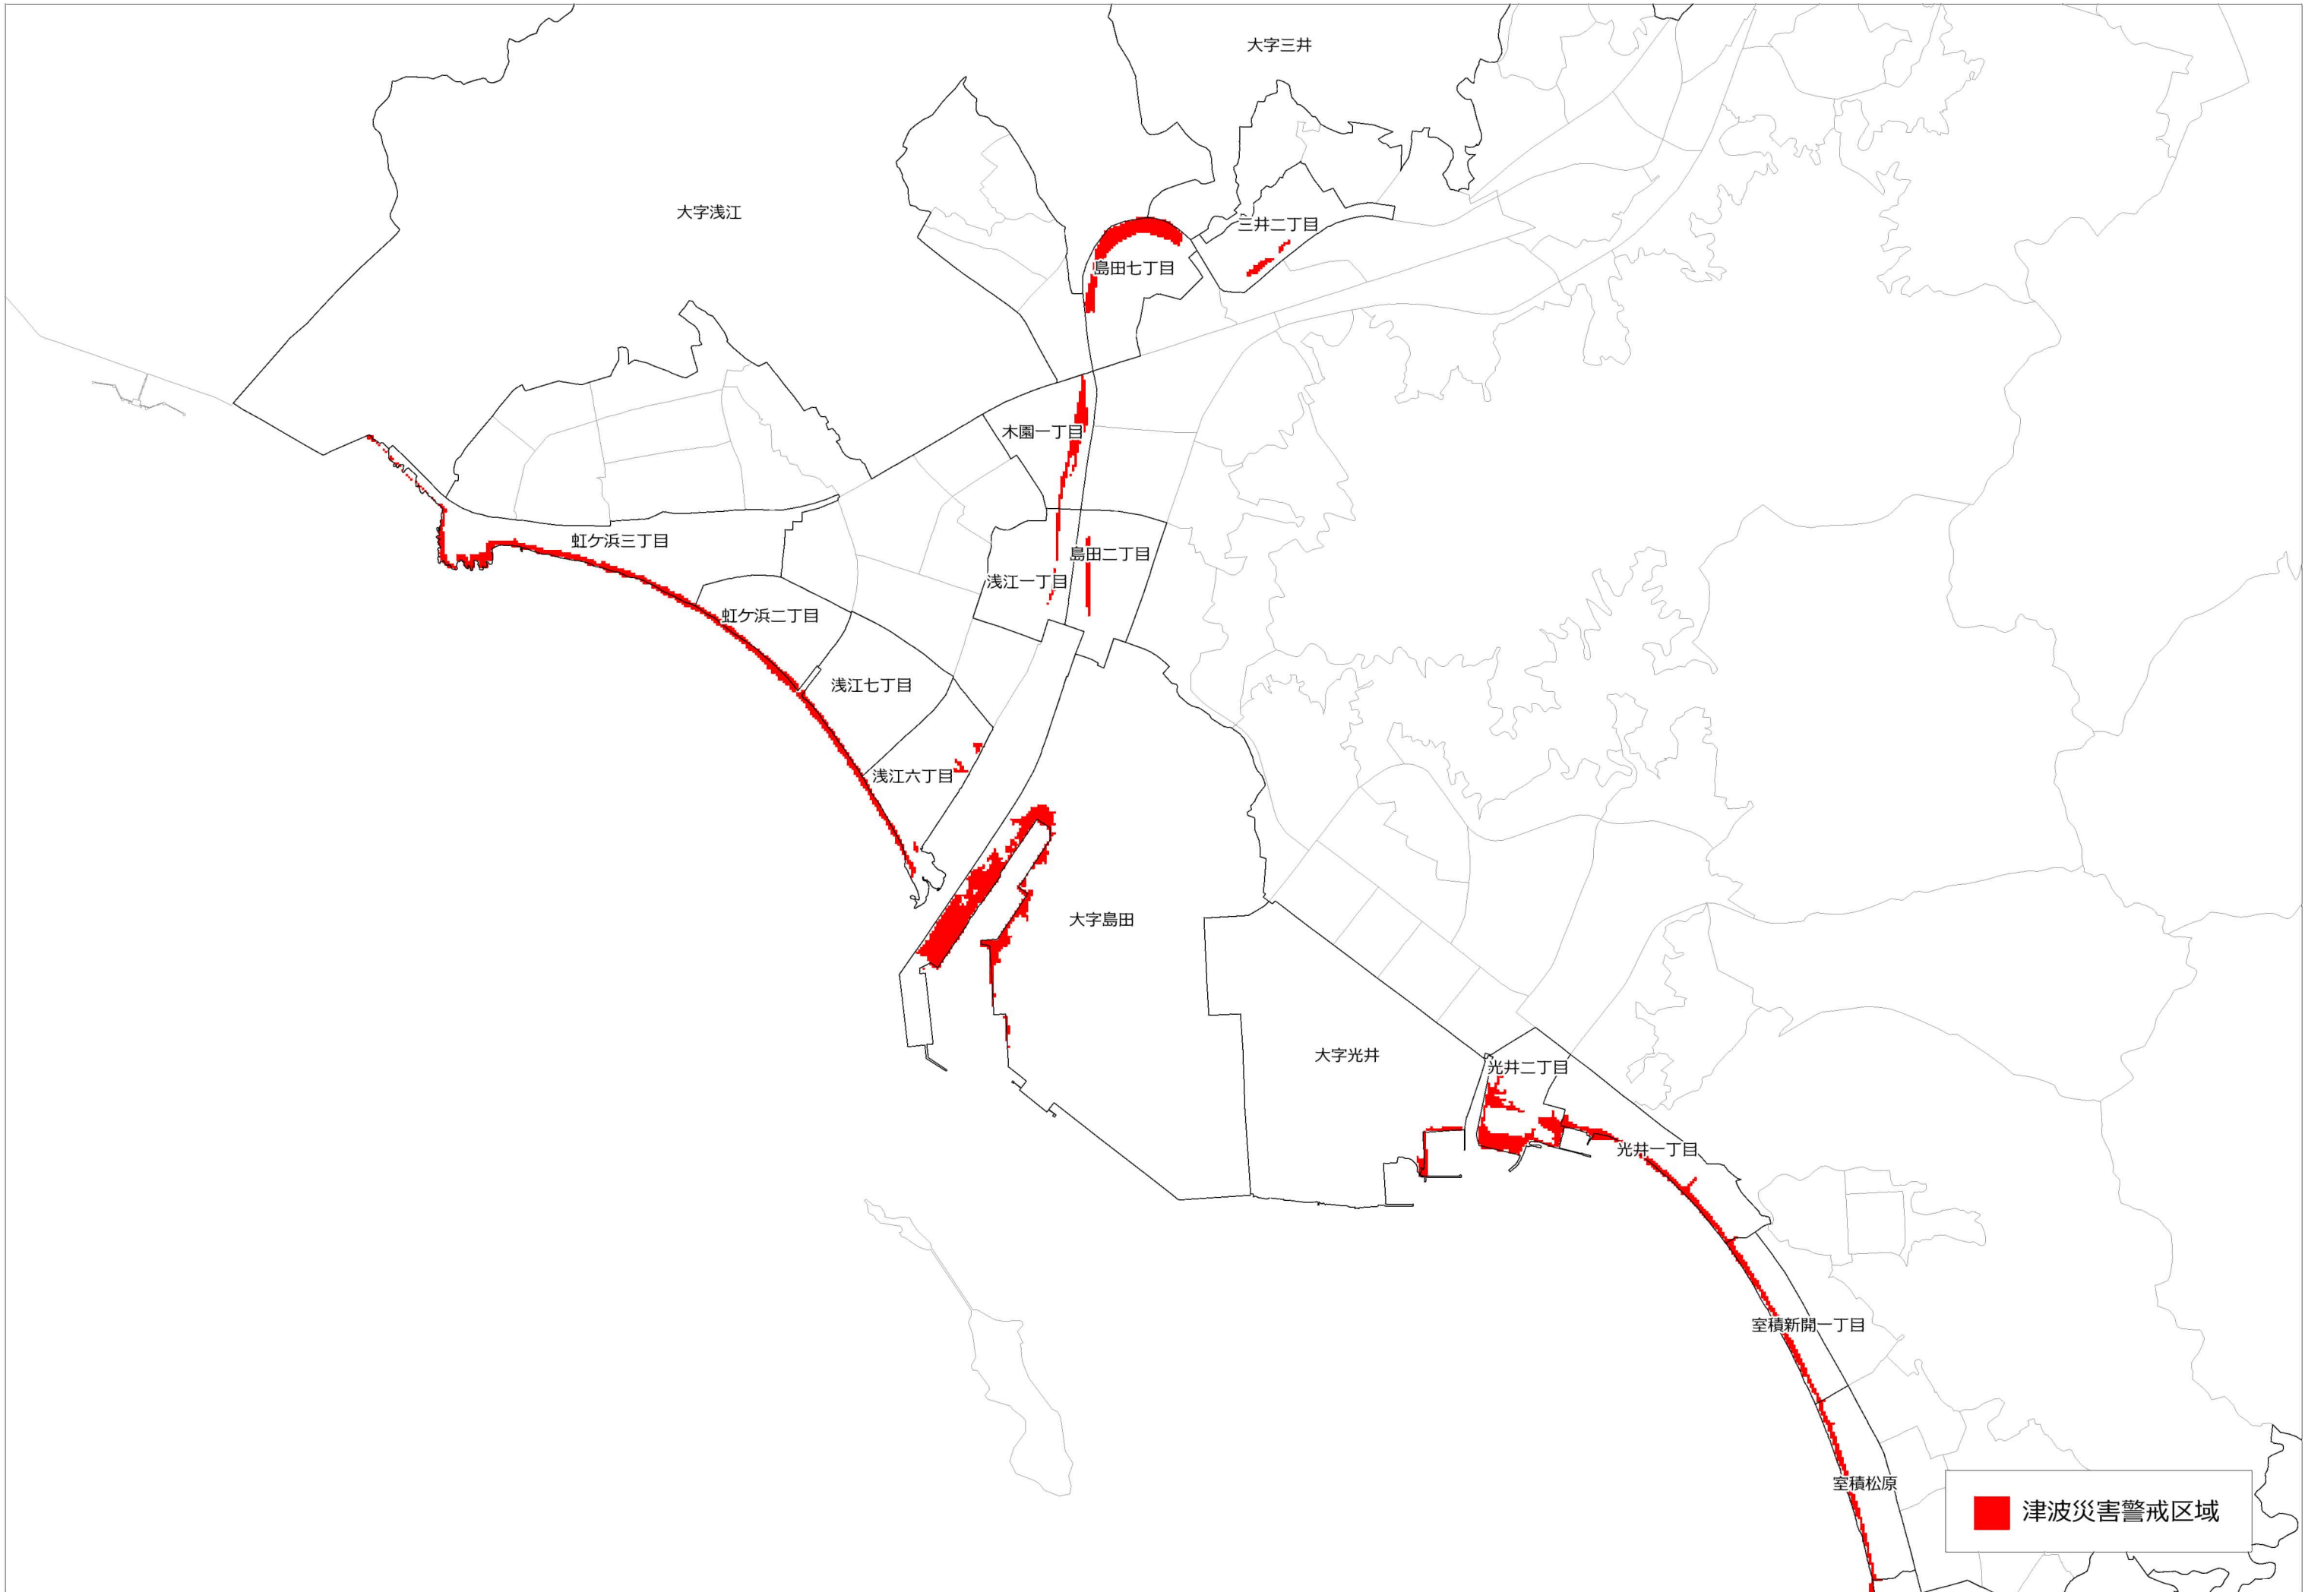 大字三井
大字浅江
三井二丁目
島田七丁目
木園一丁目
虹ケ浜三丁目
島田二丁目
浅江一丁目
虹ケ浜二丁目
浅江七丁目
浅江六丁目
大字島田
大字光井
光井二丁目
光井一丁目
室積新開一丁目
室積松原
津波災害警戒区域